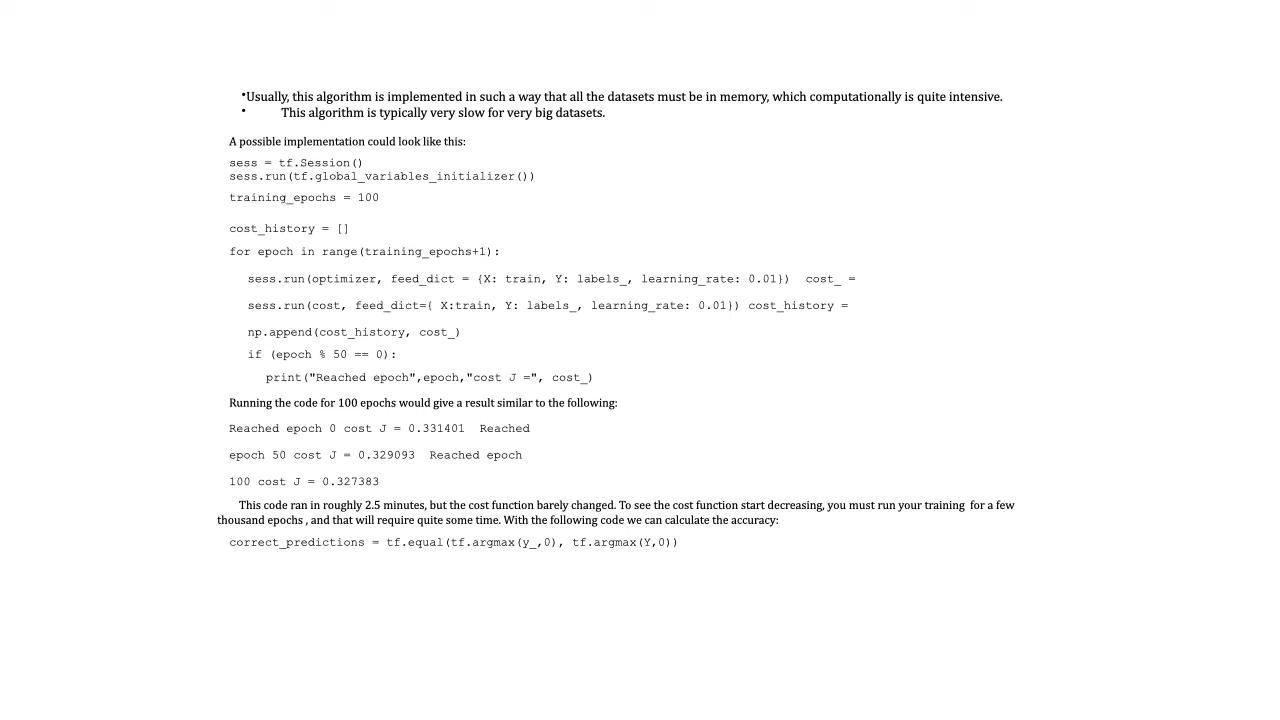 •Usually, this algorithm is implemented in such a way that all the datasets must be in memory, which computationally is quite intensive.
• This algorithm is typically very slow for very big datasets.
A possible implementation could look like this:
sess = tf.Session()
sess.run(tf.global_variables_initializer())
training_epochs = 100
cost_history = []
for epoch in range(training_epochs+1):
sess.run(optimizer, feed_dict = {X: train, Y: labels_, learning_rate: 0.01}) cost_ =
sess.run(cost, feed_dict={ X:train, Y: labels_, learning_rate: 0.01}) cost_history =
np.append(cost_history, cost_)
if (epoch % 50 == 0):
print("Reached epoch",epoch,"cost J =", cost_)
Running the code for 100 epochs would give a result similar to the following:
Reached epoch 0 cost J = 0.331401 Reached
epoch 50 cost J = 0.329093 Reached epoch
100 cost J = 0.327383
This code ran in roughly 2.5 minutes, but the cost function barely changed. To see the cost function start decreasing, you must run your training for a few
thousand epochs , and that will require quite some time. With the following code we can calculate the accuracy:
correct_predictions = tf.equal(tf.argmax(y_,0), tf.argmax(Y,0))